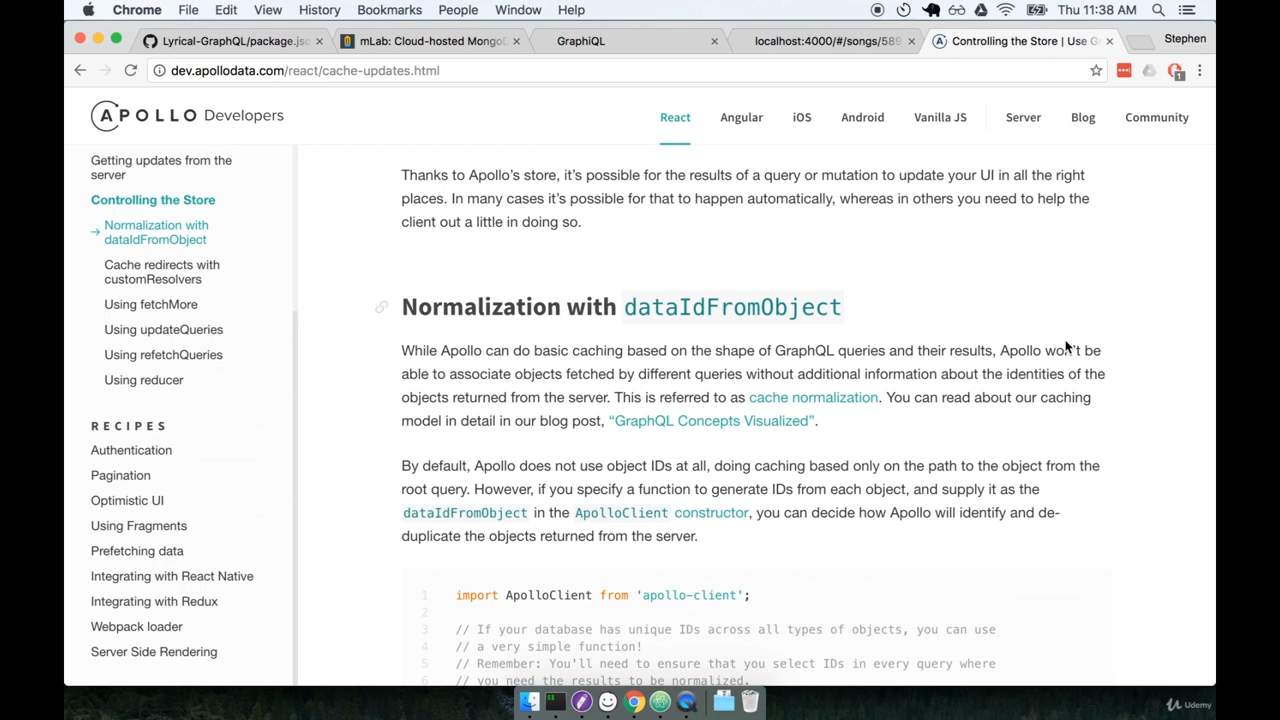 Chrome File Edit View History Bookmarks People Window Help Thu 11:38 AM
Lyrical-GraphQL/package.jso mLab: Cloud-hosted MongoD GraphiQL localhost:4000/#/songs/589 Controlling the Store | Use G Stephen
dev.apollodata.com/react/cache-updates.html
APOLLO Developers React Angular iOS Android Vanilla JS Server Blog Community
Getting updates from the
server
Controlling the Store
→ Normalization with
dataIdFromObject
Cache redirects with
customResolvers
Using fetchMore
Using updateQueries
Using refetchQueries
Using reducer
RECIPES
Authentication
Pagination
Optimistic UI
Using Fragments
Prefetching data
Integrating with React Native
Integrating with Redux
Webpack loader
Server Side Rendering
Thanks to Apollo’s store, it’s possible for the results of a query or mutation to update your UI in all the right
places. In many cases it’s possible for that to happen automatically, whereas in others you need to help the
client out a little in doing so.
Normalization with dataIdFromObject
While Apollo can do basic caching based on the shape of GraphQL queries and their results, Apollo won’t be
able to associate objects fetched by different queries without additional information about the identities of the
objects returned from the server. This is referred to as cache normalization. You can read about our caching
model in detail in our blog post, “GraphQL Concepts Visualized”.
By default, Apollo does not use object IDs at all, doing caching based only on the path to the object from the
root query. However, if you specify a function to generate IDs from each object, and supply it as the
dataIdFromObject in the ApolloClient constructor, you can decide how Apollo will identify and de-
duplicate the objects returned from the server.
1 import ApolloClient from 'apollo-client';
2
3 // If your database has unique IDs across all types of objects, you can use
4 // a very simple function!
5 // Remember: You'll need to ensure that you select IDs in every query where
6 // you need the results to be normalized.
Udemy